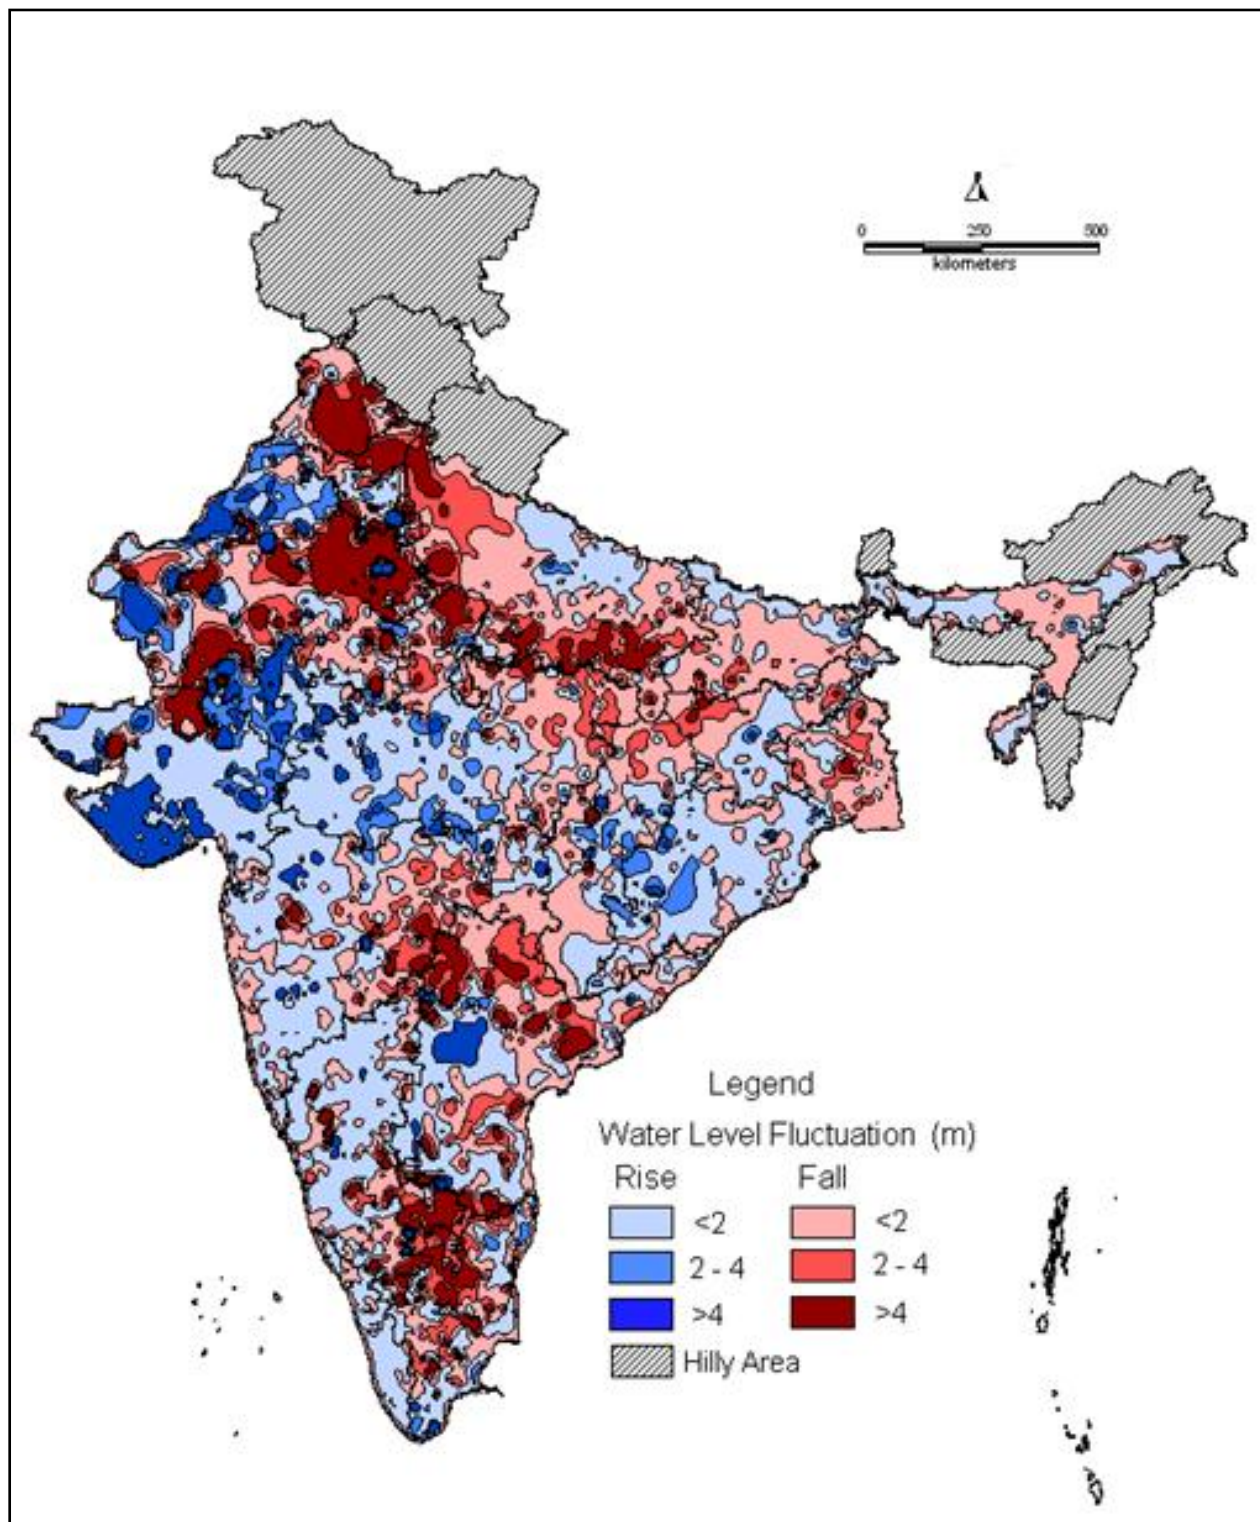 0 250 500
kilometers
Legend
Water Level Fluctuation (m)
Rise Fall
<2 <2
2 - 4 2 - 4
>4 >4
Hilly Area